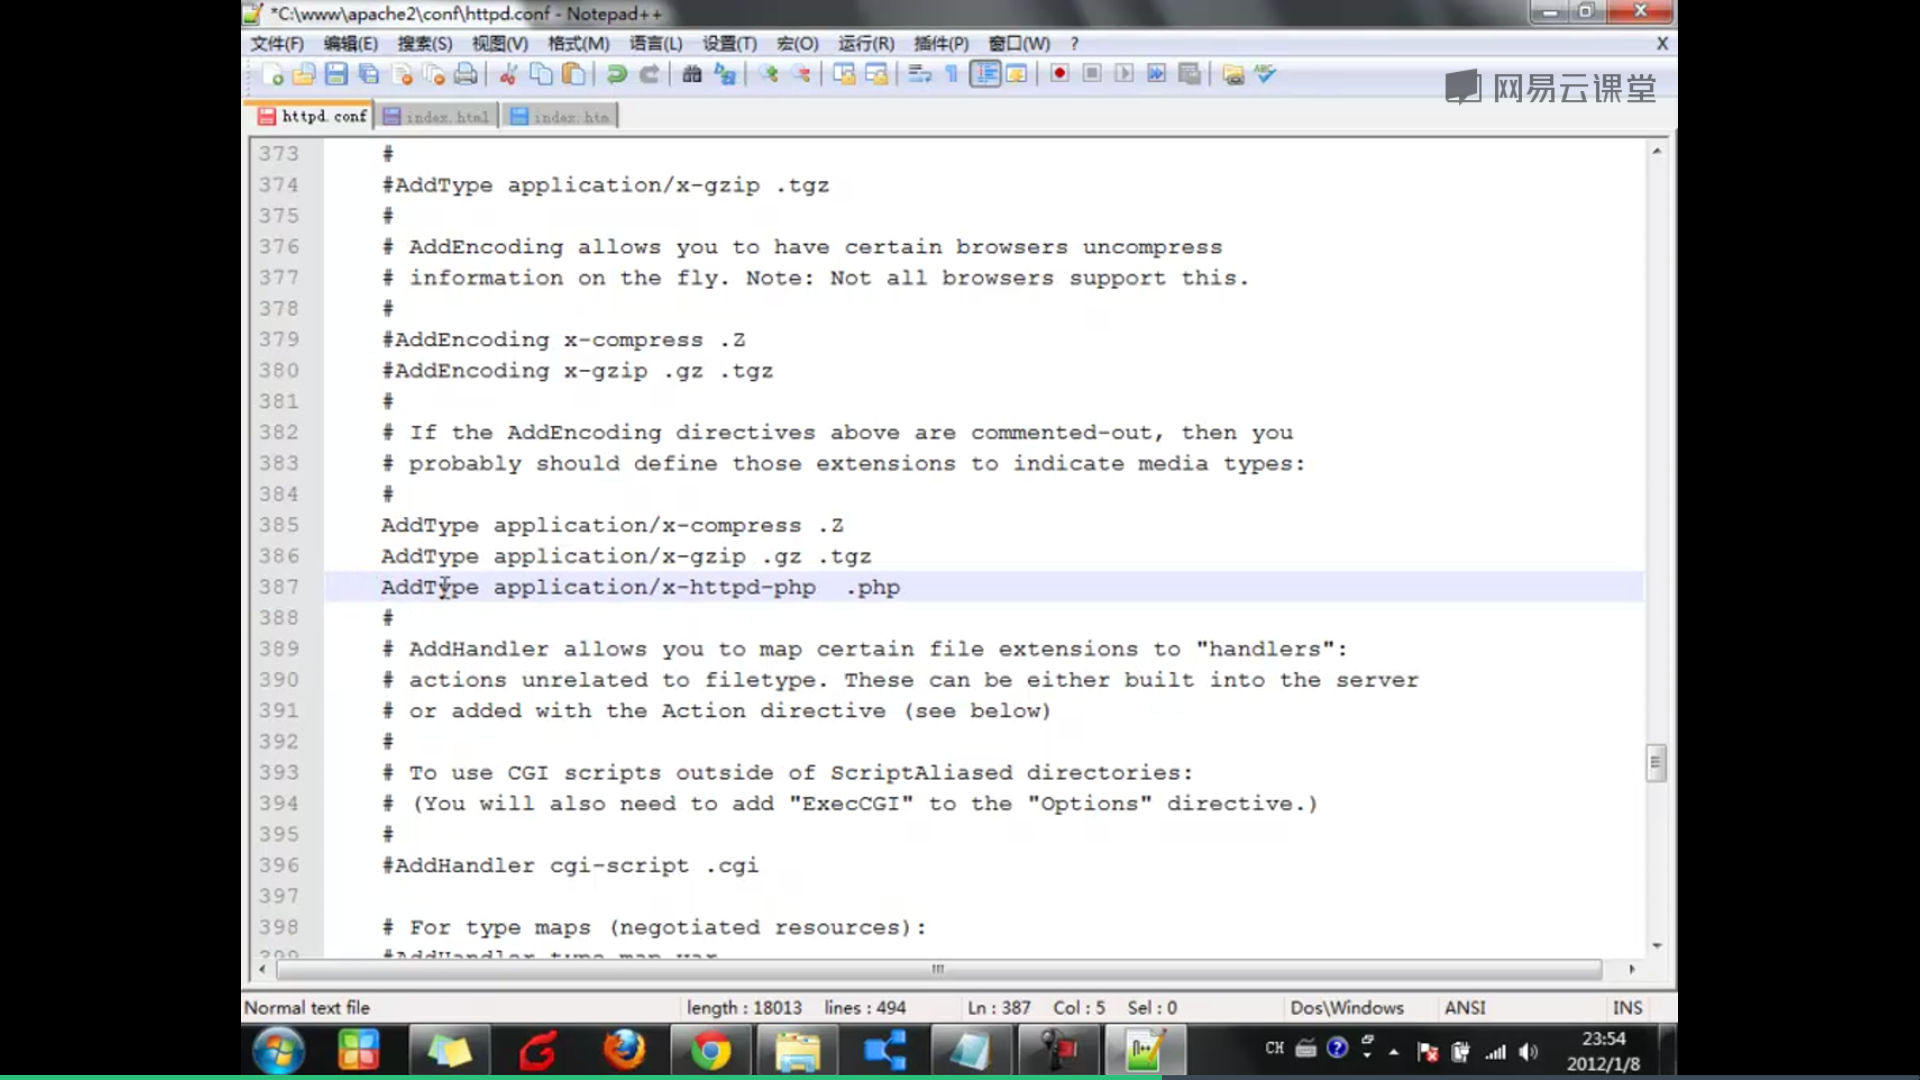 *C:\www\apache2\conf\httpd.conf - Notepad++
文件(F) 编辑(E) 搜索(S) 视图(V) 格式(M) 语言(L) 设置(T) 宏(O) 运行(R) 插件(P) 窗口(W) ? X
网易云课堂
httpd.conf index.html index.htm
373 #
374 #AddType application/x-gzip .tgz
375 #
376 # AddEncoding allows you to have certain browsers uncompress
377 # information on the fly. Note: Not all browsers support this.
378 #
379 #AddEncoding x-compress .Z
380 #AddEncoding x-gzip .gz .tgz
381 #
382 # If the AddEncoding directives above are commented-out, then you
383 # probably should define those extensions to indicate media types:
384 #
385 AddType application/x-compress .Z
386 AddType application/x-gzip .gz .tgz
387 AddType application/x-httpd-php  .php
388 #
389 # AddHandler allows you to map certain file extensions to "handlers":
390 # actions unrelated to filetype. These can be either built into the server
391 # or added with the Action directive (see below)
392 #
393 # To use CGI scripts outside of ScriptAliased directories:
394 # (You will also need to add "ExecCGI" to the "Options" directive.)
395 #
396 #AddHandler cgi-script .cgi
397
398 # For type maps (negotiated resources):
399 #AddHandler type-map var
Normal text file length : 18013 lines : 494 Ln : 387 Col : 5 Sel : 0 Dos\Windows ANSI INS
CH 23:54
2012/1/8